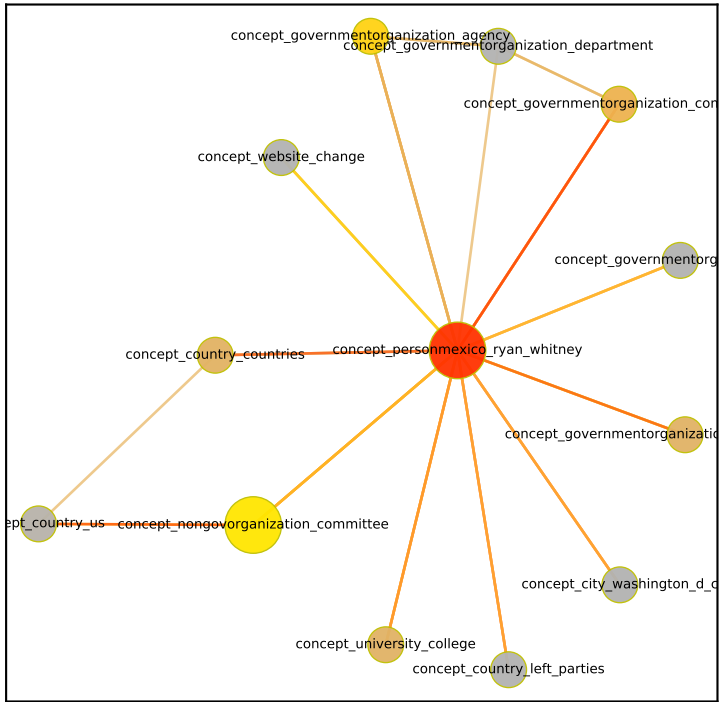 concept_governmentorganization_agency
concept_governmentorganization_department
concept_governmentorganization_con
concept_website_change
concept_governmentorg
concept_personmexico_ryan_whitney
concept_country_countries
concept_governmentorganizatio
ept_country_us
concept_nongovorganization_committee
concept_city_washington_d_c
concept_university_college
concept_country_left_parties